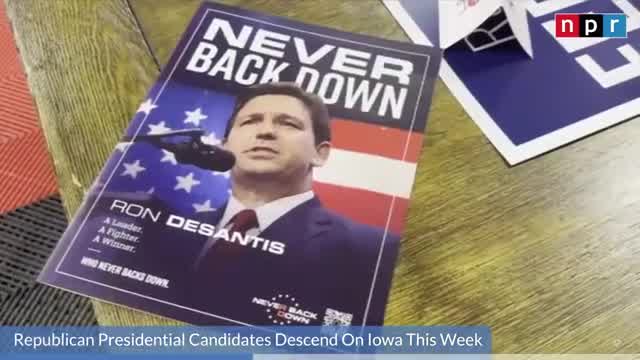 npr
NEVER
BACK DOWN
RON DESANTIS
A Leader.
A Fighter.
A Winner.
WHO NEVER BACKS DOWN.
NEVER BACK
DOWN
Republican Presidential Candidates Descend On Iowa This Week